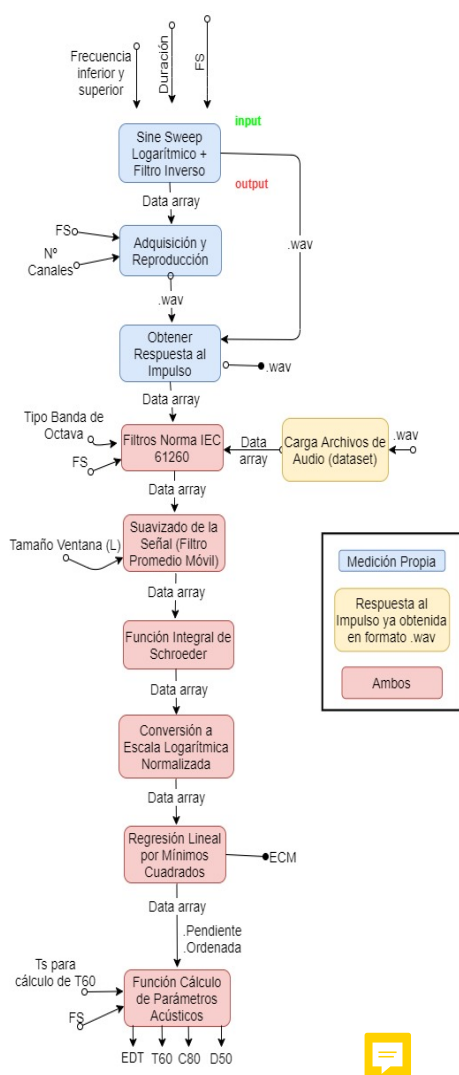 Frecuencia
inferior y
superior
Duración
FS
input
Sine Sweep
Logarítmico +
Filtro Inverso
output
Data array
FS
Nº
Canales
Adquisición y
Reproducción
.wav
.wav
Obtener
Respuesta al
Impulso
.wav
Data array
Tipo Banda de
Octava
FS
Filtros Norma IEC
61260
Data
array
Carga Archivos de
Audio (dataset)
.wav
Data array
Tamaño Ventana (L)
Suavizado de la
Señal (Filtro
Promedio Móvil)
Data array
Función Integral de
Schroeder
Data array
Conversión a
Escala Logarítmica
Normalizada
Data array
Regresión Lineal
por Mínimos
Cuadrados
ECM
Data array
.Pendiente
.Ordenada
Ts para
cálculo de T60
FS
Función Cálculo
de Parámetros
Acústicos
EDT
T60
C80
D50
Medición Propia
Respuesta al
Impulso ya obtenida
en formato .wav
Ambos